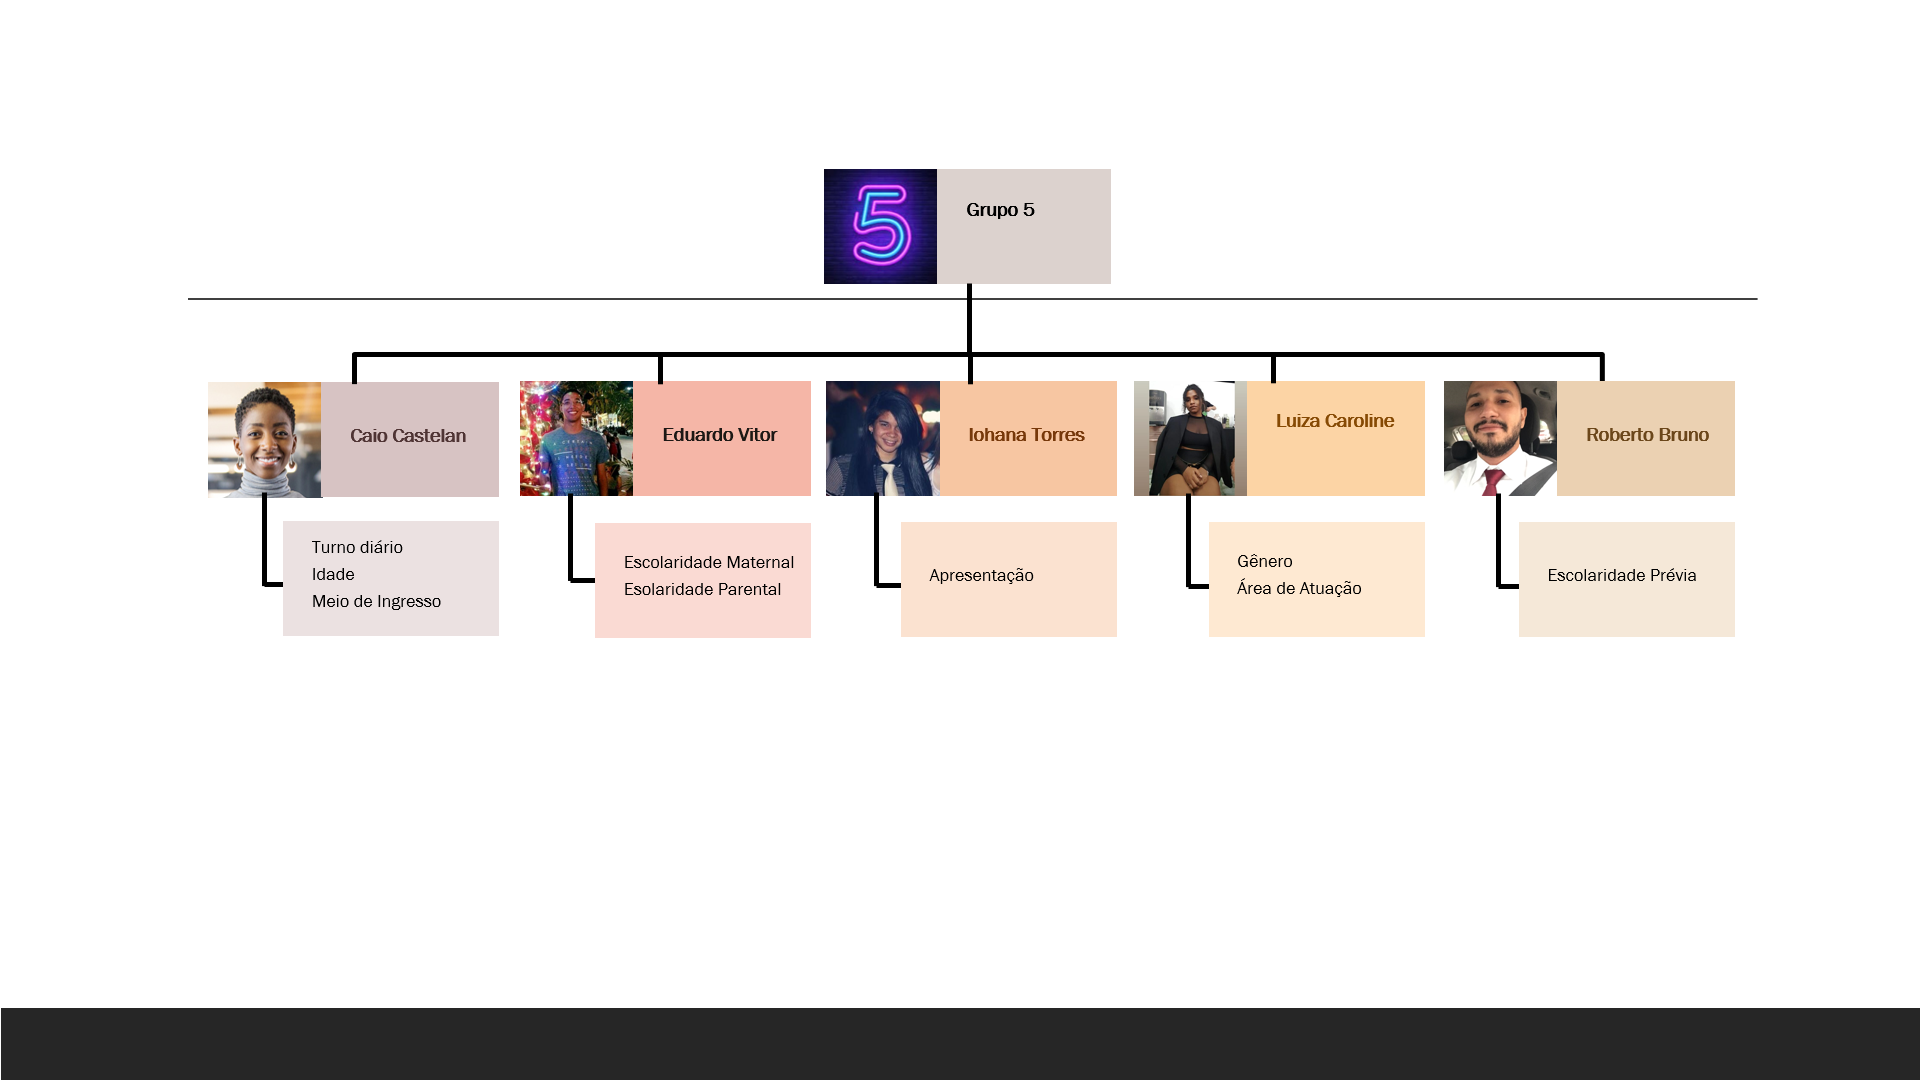 Grupo 5
Caio Castelan
Eduardo Vitor
Iohana Torres
Luiza Caroline
Roberto Bruno
Turno diário
Idade
Meio de Ingresso
Escolaridade Maternal
Esolaridade Parental
Apresentação
Gênero
Área de Atuação
Escolaridade Prévia